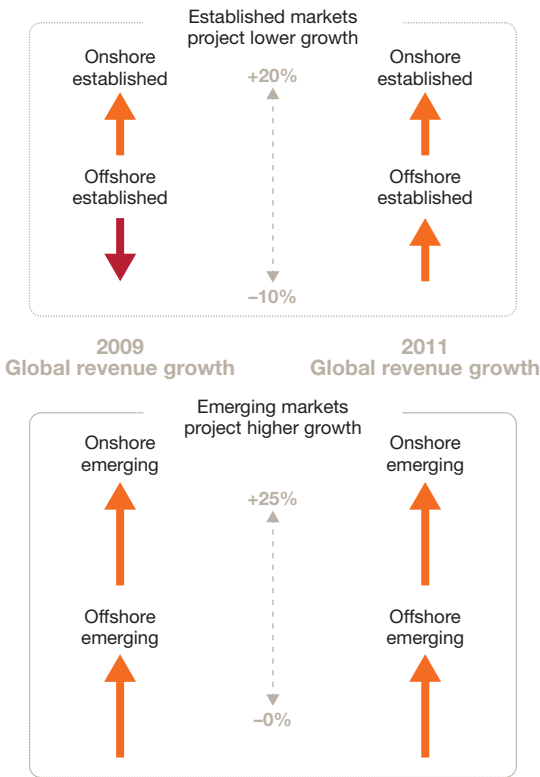 Established markets
project lower growth
Onshore
established
+20%
Onshore
established
Offshore
established
Offshore
established
–10%
2009
Global revenue growth
2011
Global revenue growth
Emerging markets
project higher growth
Onshore
emerging
+25%
Onshore
emerging
Offshore
emerging
Offshore
emerging
–0%